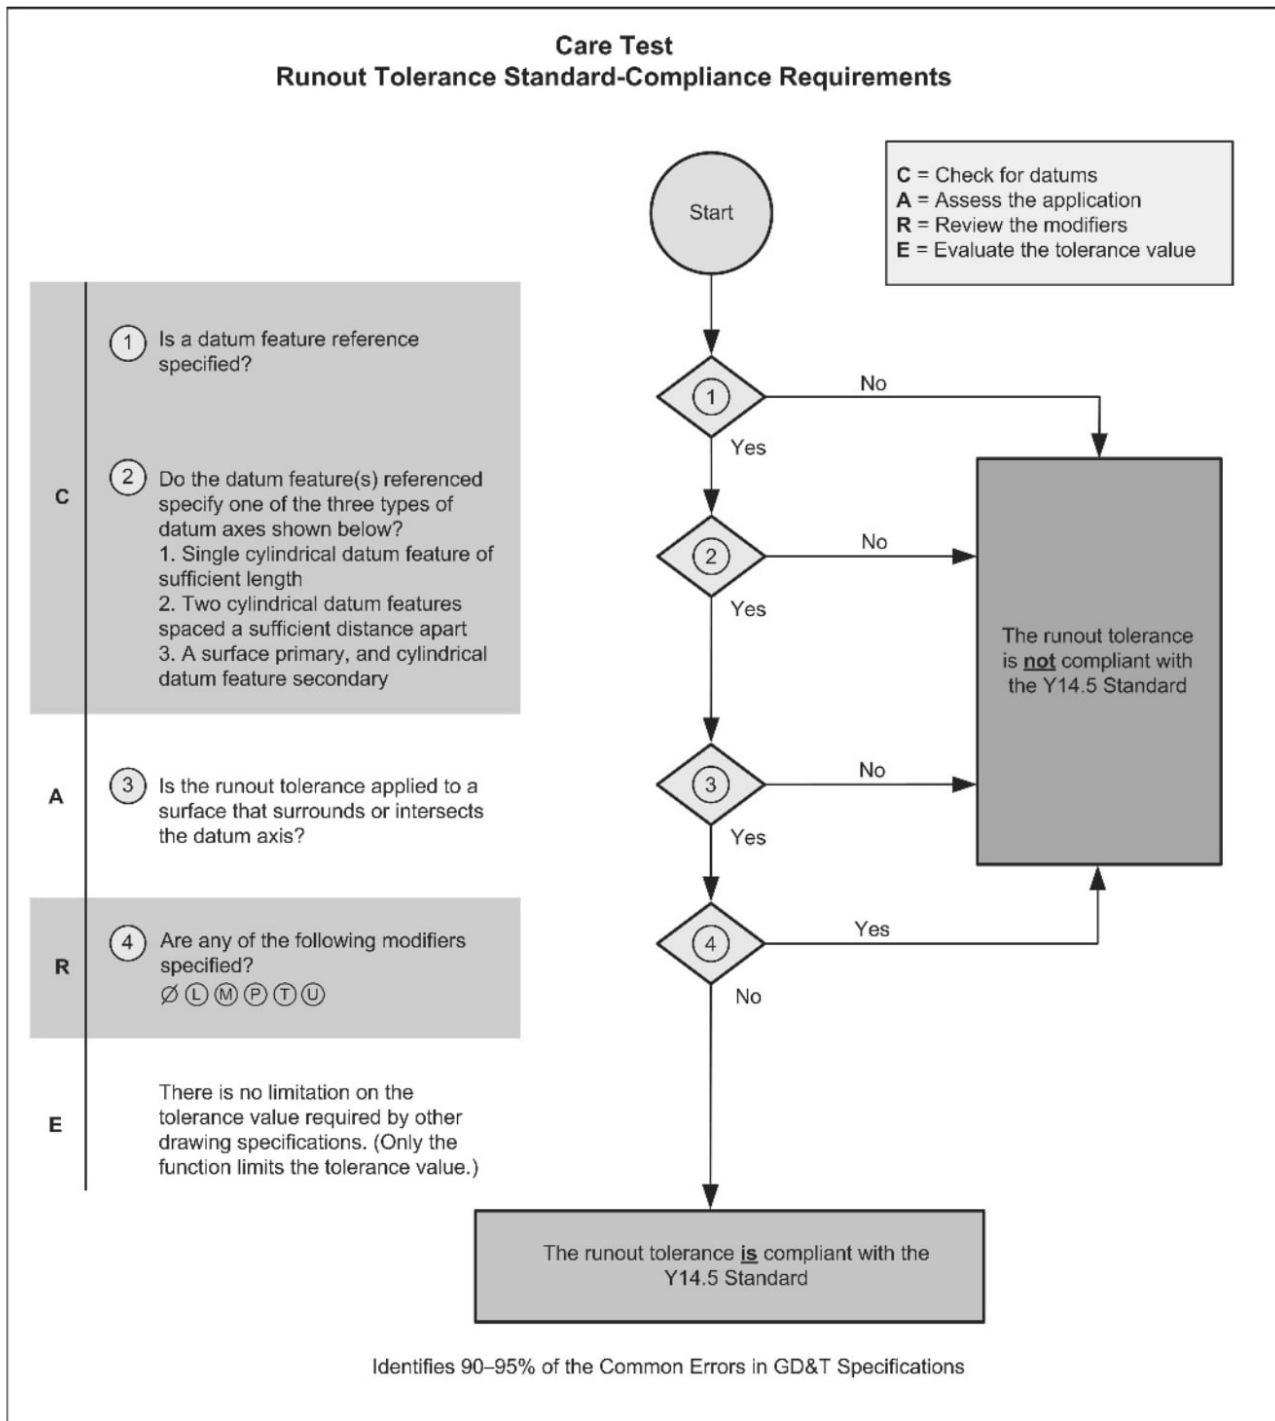 Care Test
Runout Tolerance Standard-Compliance Requirements
Start
C = Check for datums
A = Assess the application
R = Review the modifiers
E = Evaluate the tolerance value
C
1 Is a datum feature reference
specified?
2 Do the datum feature(s) referenced
specify one of the three types of
datum axes shown below?
1. Single cylindrical datum feature of
sufficient length
2. Two cylindrical datum features
spaced a sufficient distance apart
3. A surface primary, and cylindrical
datum feature secondary
A
3 Is the runout tolerance applied to a
surface that surrounds or intersects
the datum axis?
R
4 Are any of the following modifiers
specified?
∅ Ⓛ Ⓜ Ⓟ Ⓣ Ⓤ
E
There is no limitation on the
tolerance value required by other
drawing specifications. (Only the
function limits the tolerance value.)
1
No
Yes
2
No
Yes
3
No
Yes
4
Yes
No
The runout tolerance
is not compliant with
the Y14.5 Standard
The runout tolerance is compliant with the
Y14.5 Standard
Identifies 90–95% of the Common Errors in GD&T Specifications